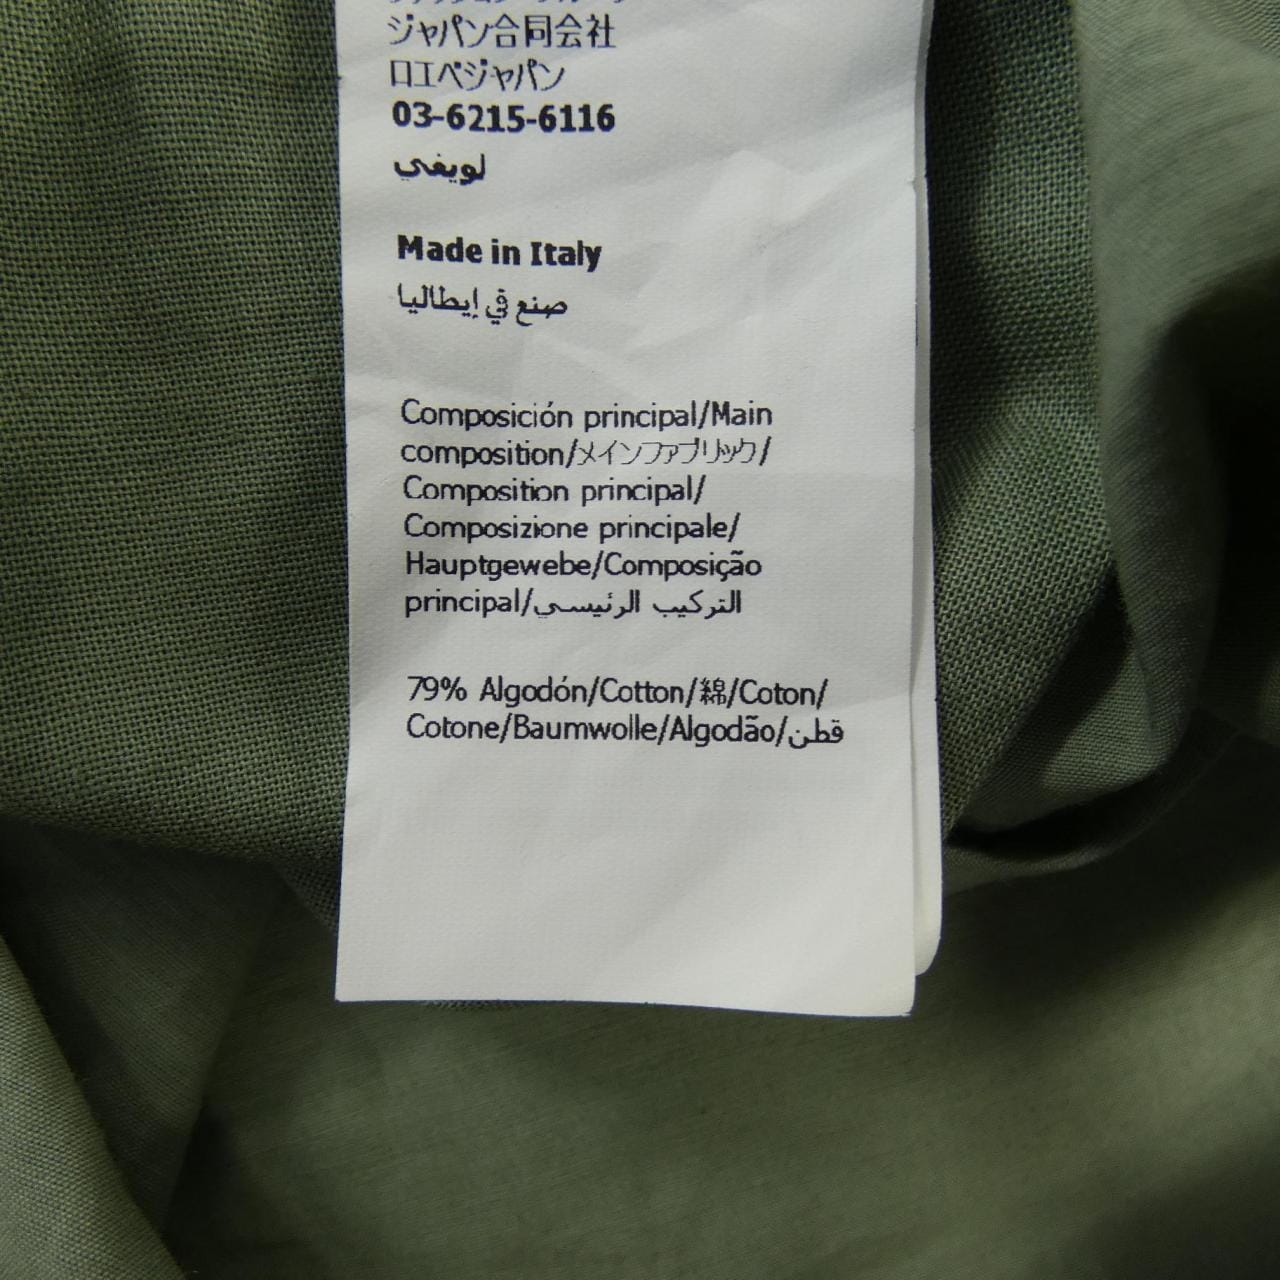 ジャパン合同会社
ロエベジャパン
03-6215-6116
لويفي
Made in Italy
صنع في إيطاليا
Composición principal/Main
composition/メインファブリック/
Composition principal/
Composizione principale/
Hauptgewebe/Composição
principal/التركيب الرئيسي
79% Algodón/Cotton/綿/Coton/
Cotone/Baumwolle/Algodão/قطن